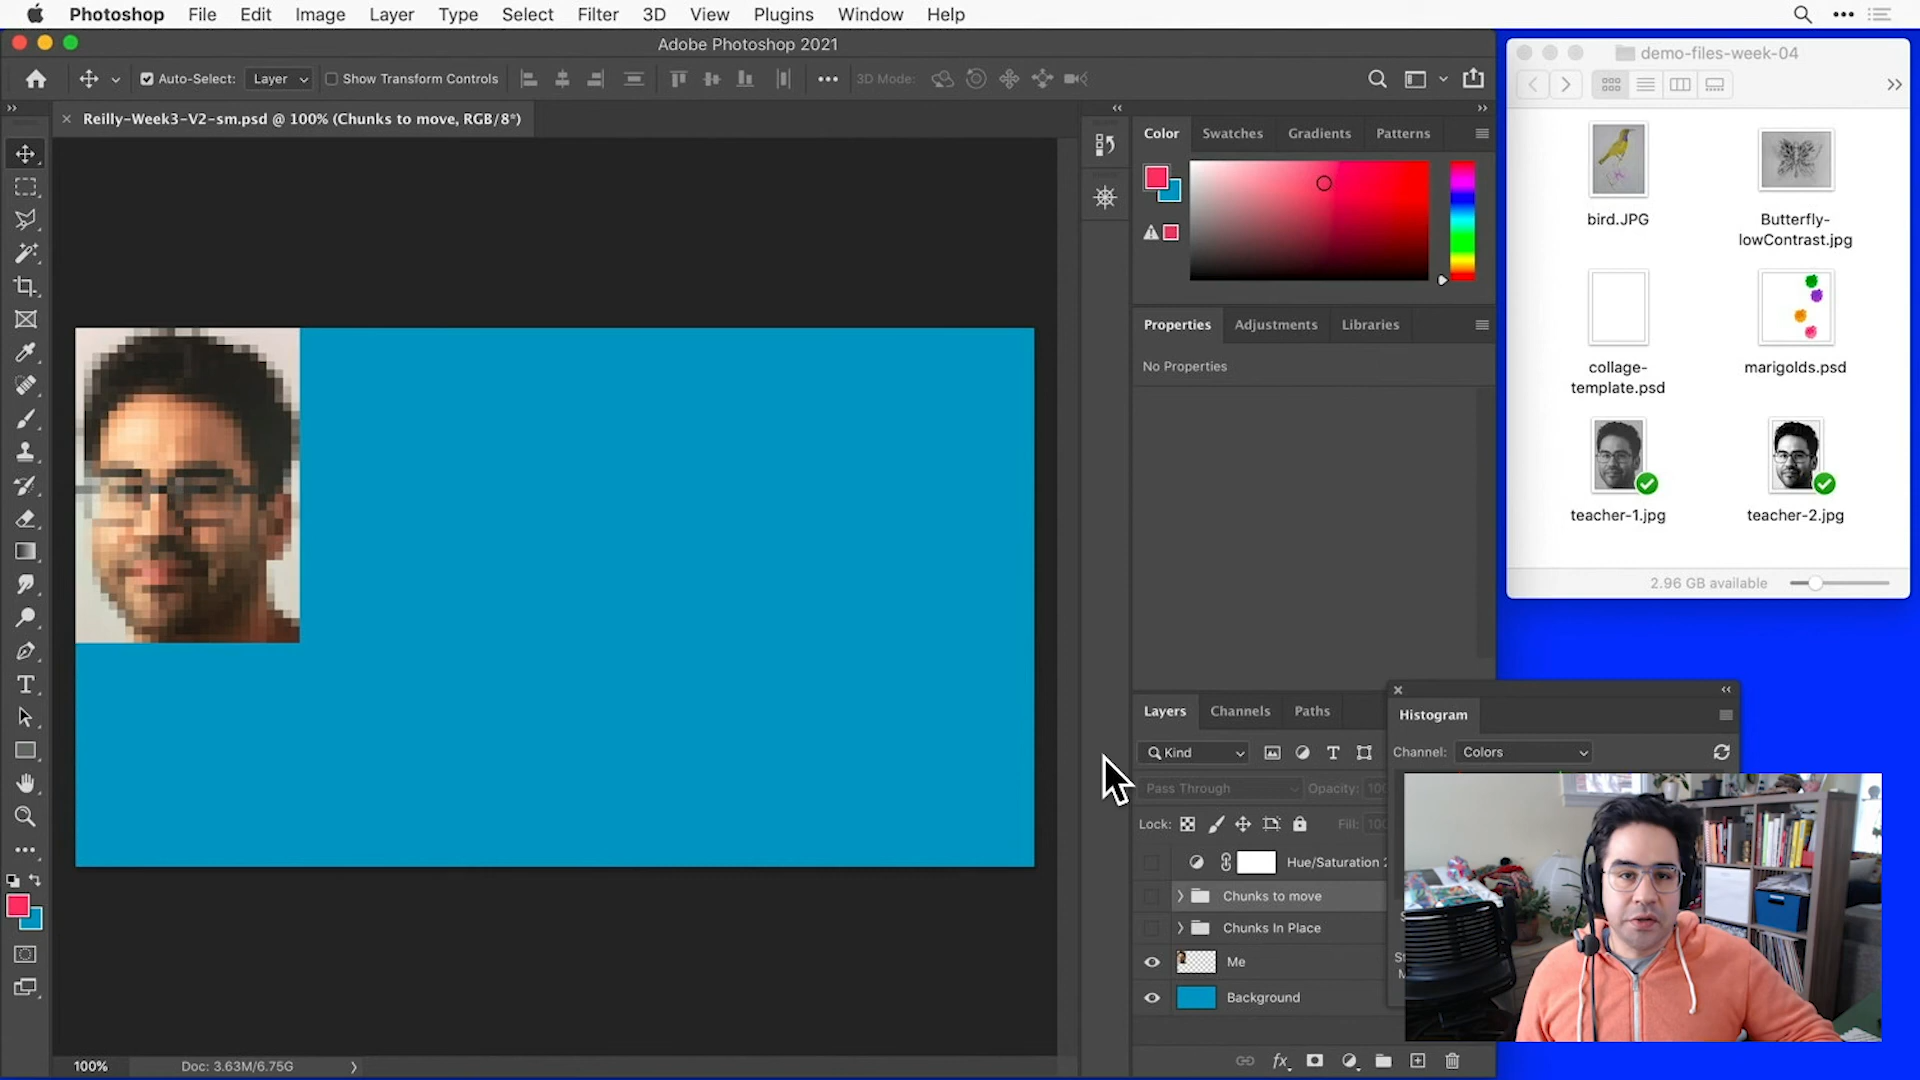 Photoshop File Edit Image Layer Type Select Filter 3D View Plugins Window Help
Adobe Photoshop 2021
Auto-Select: Layer Show Transform Controls 3D Mode:
Reilly-Week3-V2-sm.psd @ 100% (Chunks to move, RGB/8*)
Color Swatches Gradients Patterns
Properties Adjustments Libraries
No Properties
Layers Channels Paths
Kind
Pass Through Opacity: 100
Lock: Fill: 100
Hue/Saturation 2
Chunks to move
Chunks In Place
Me
Background
Histogram
Channel: Colors
100% Doc: 3.63M/6.75G
demo-files-week-04
bird.JPG
Butterfly-
lowContrast.jpg
collage-
template.psd
marigolds.psd
teacher-1.jpg
teacher-2.jpg
2.96 GB available